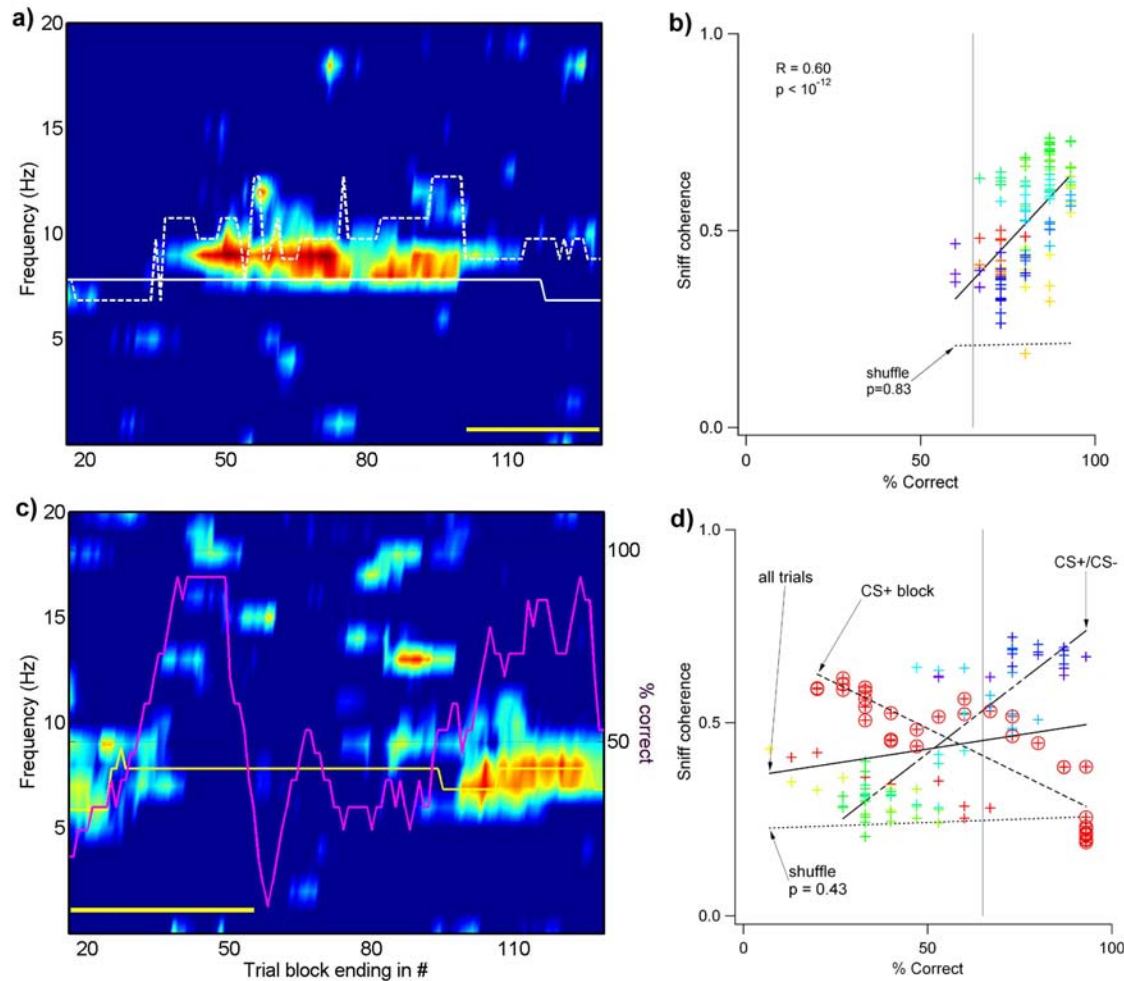 a)
20
15
10
5
Frequency (Hz)
20
50
80
110
b)
1.0
0.5
0.0
Sniff coherence
R = 0.60
p < 10-12
shuffle
p=0.83
0
50
100
% Correct
c)
20
15
10
5
Frequency (Hz)
100
50
% correct
20
50
80
110
Trial block ending in #
d)
1.0
0.5
0.0
Sniff coherence
all trials
CS+ block
CS+/CS-
shuffle
p = 0.43
0
50
100
% Correct